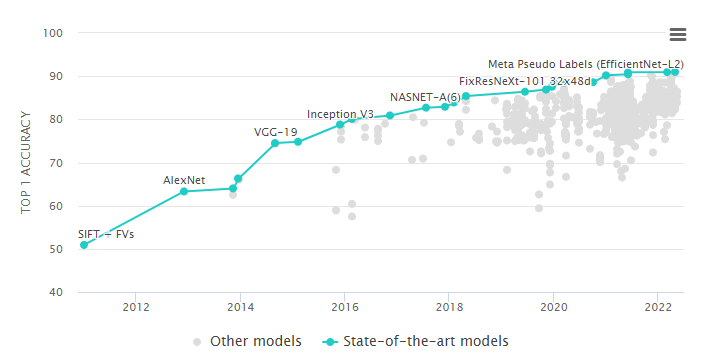 100
90
80
70
60
50
40
TOP 1 ACCURACY
Meta Pseudo Labels (EfficientNet-L2)
FixResNeXt-101 32x48d
NASNET-A(6)
Inception V3
VGG-19
AlexNet
SIFT + FVs
2012
2014
2016
2018
2020
2022
Other models
State-of-the-art models